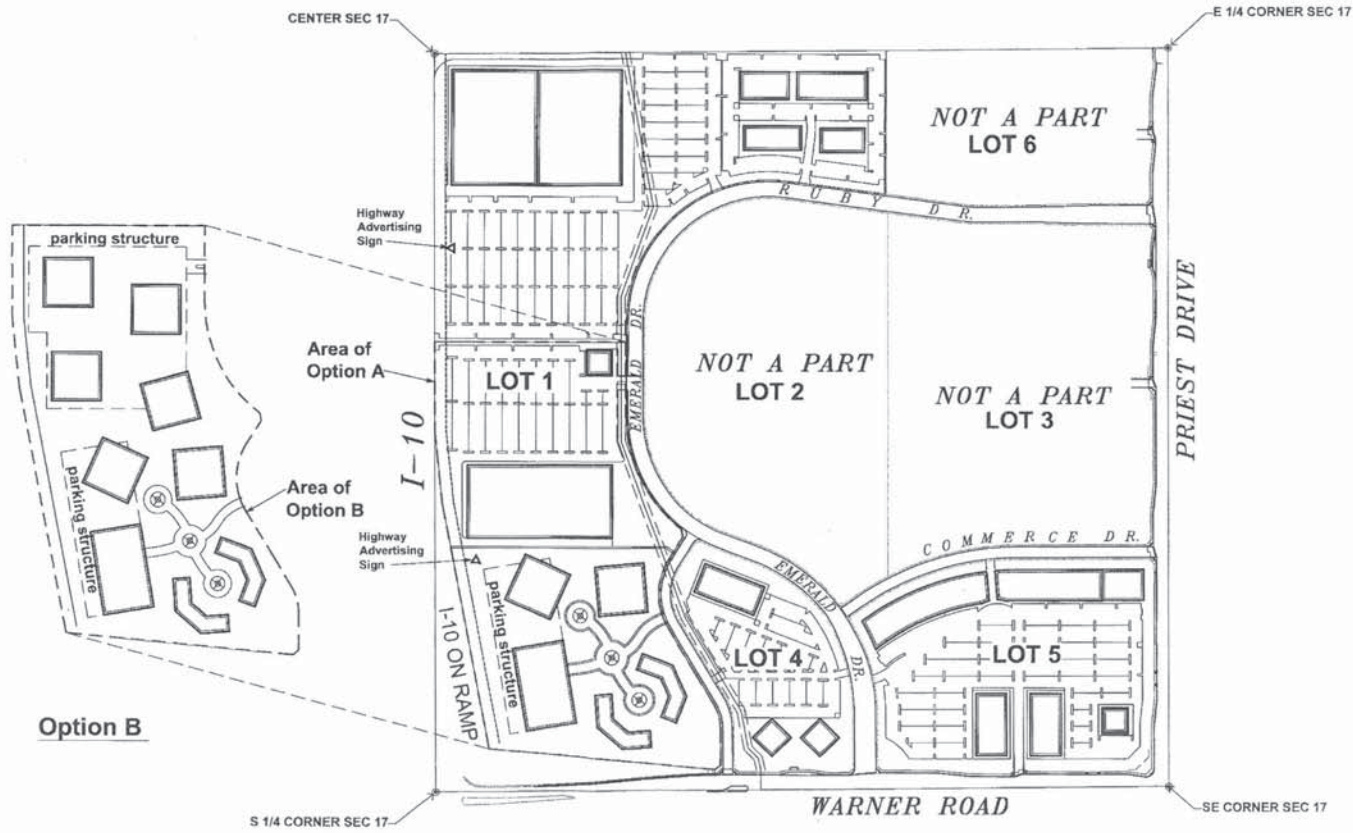 CENTER SEC 17
E 1/4 CORNER SEC 17
NOT A PART
LOT 6
RUBY DR.
Highway
Advertising
Sign
parking structure
Area of
Option A
LOT 1
EMERALD DR.
NOT A PART
LOT 2
NOT A PART
LOT 3
PRIEST DRIVE
I-10
parking structure
Area of
Option B
Highway
Advertising
Sign
COMMERCE DR.
EMERALD DR.
parking structure
I-10 ON RAMP
LOT 4
LOT 5
Option B
WARNER ROAD
S 1/4 CORNER SEC 17
SE CORNER SEC 17